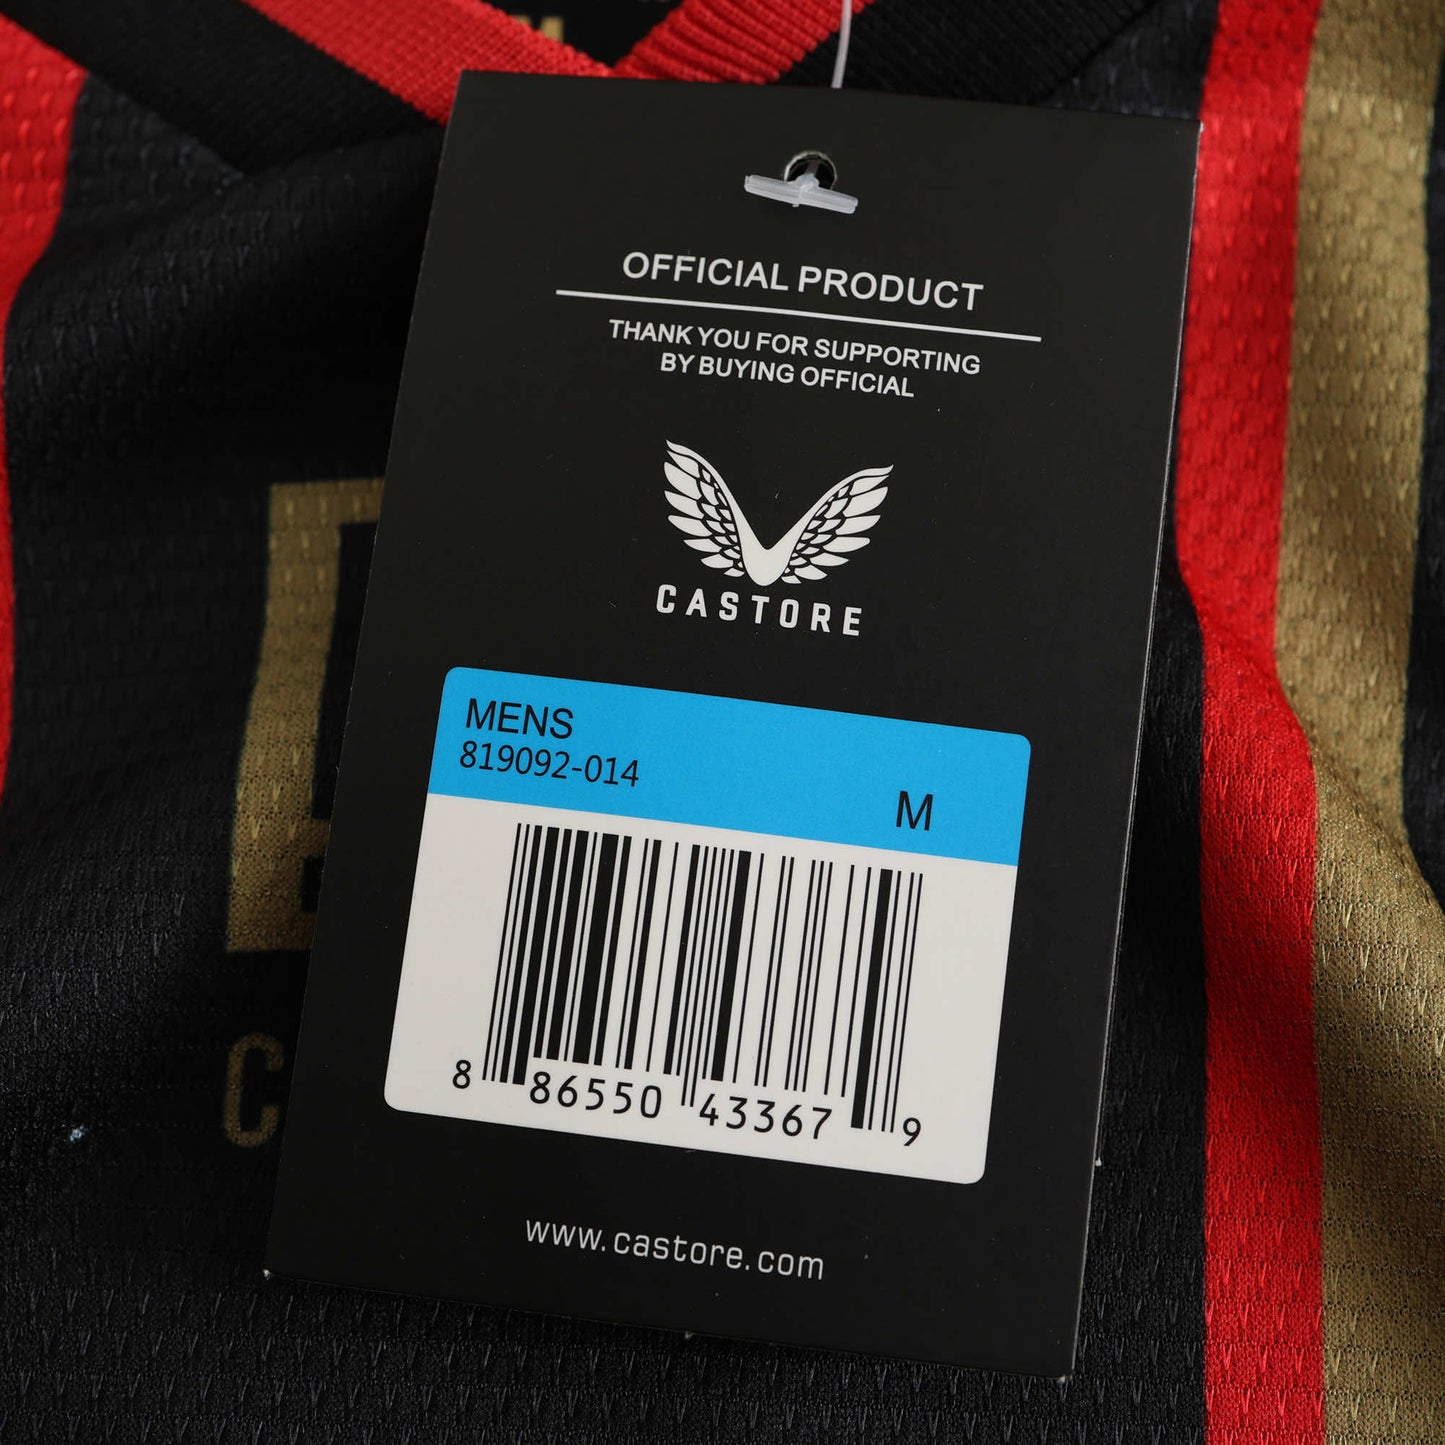 OFFICIAL PRODUCT
THANK YOU FOR SUPPORTING
BY BUYING OFFICIAL
CASTORE
MENS
819092-014
M
8 86550 43367 9
www.castore.com
C